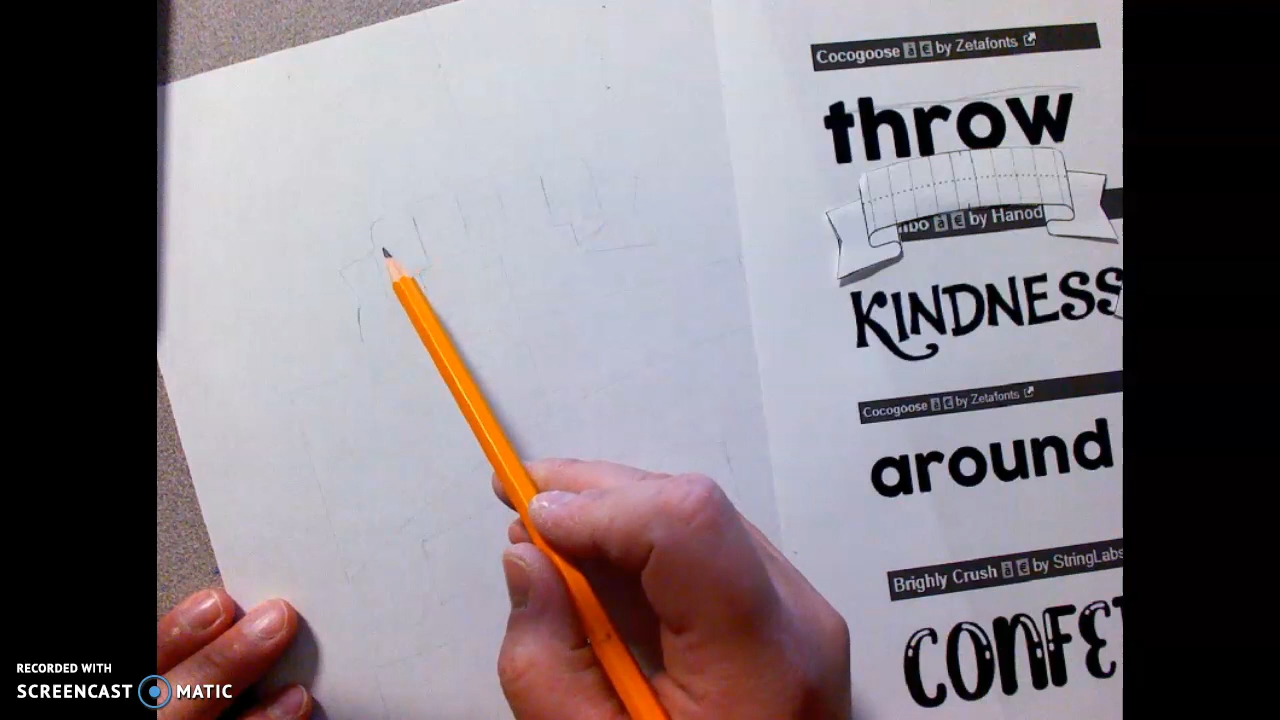 Cocogoose à € by Zetafonts
throw
by Hanod
KINDNESS
Cocogoose à € by Zetafonts
around
Brighly Crush à € by StringLabs
CONFET
RECORDED WITH
SCREENCAST MATIC